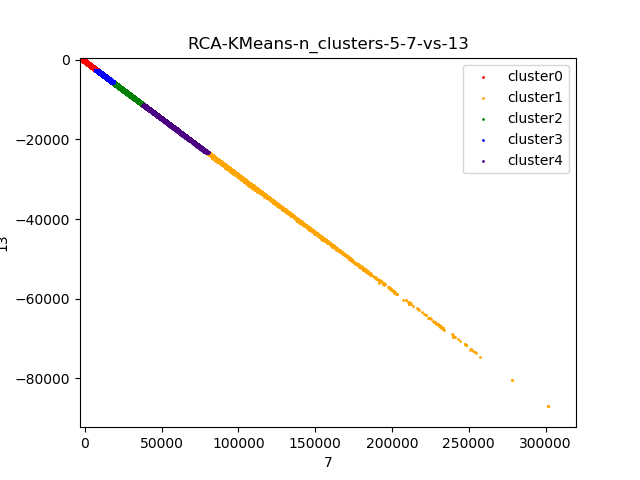 RCA-KMeans-n_clusters-5-7-vs-13
0
−20000
−40000
−60000
−80000
13
cluster0
cluster1
cluster2
cluster3
cluster4
0 50000 100000 150000 200000 250000 300000
7